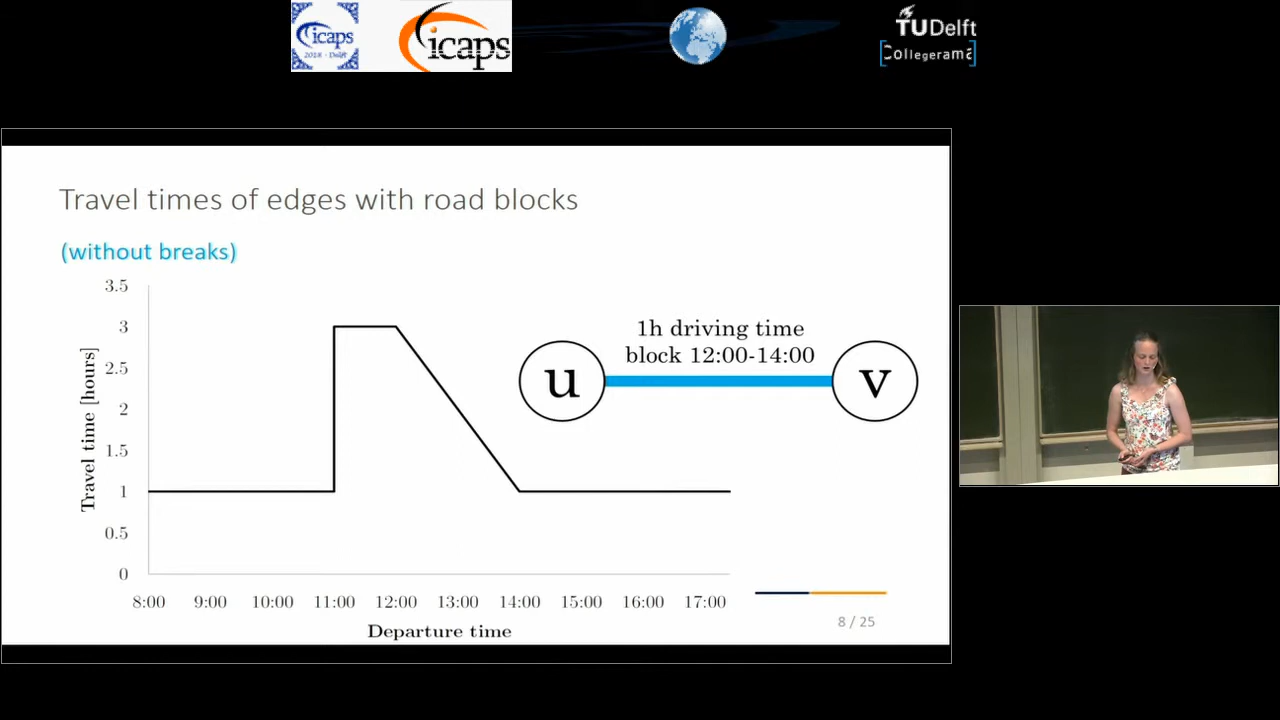 icaps
2018 - Delft
icaps
TUDelft
Collegerama
Travel times of edges with road blocks
(without breaks)
3.5
3
2.5
2
1.5
1
0.5
0
Travel time [hours]
8:00 9:00 10:00 11:00 12:00 13:00 14:00 15:00 16:00 17:00
Departure time
1h driving time
block 12:00-14:00
u
v
8 / 25